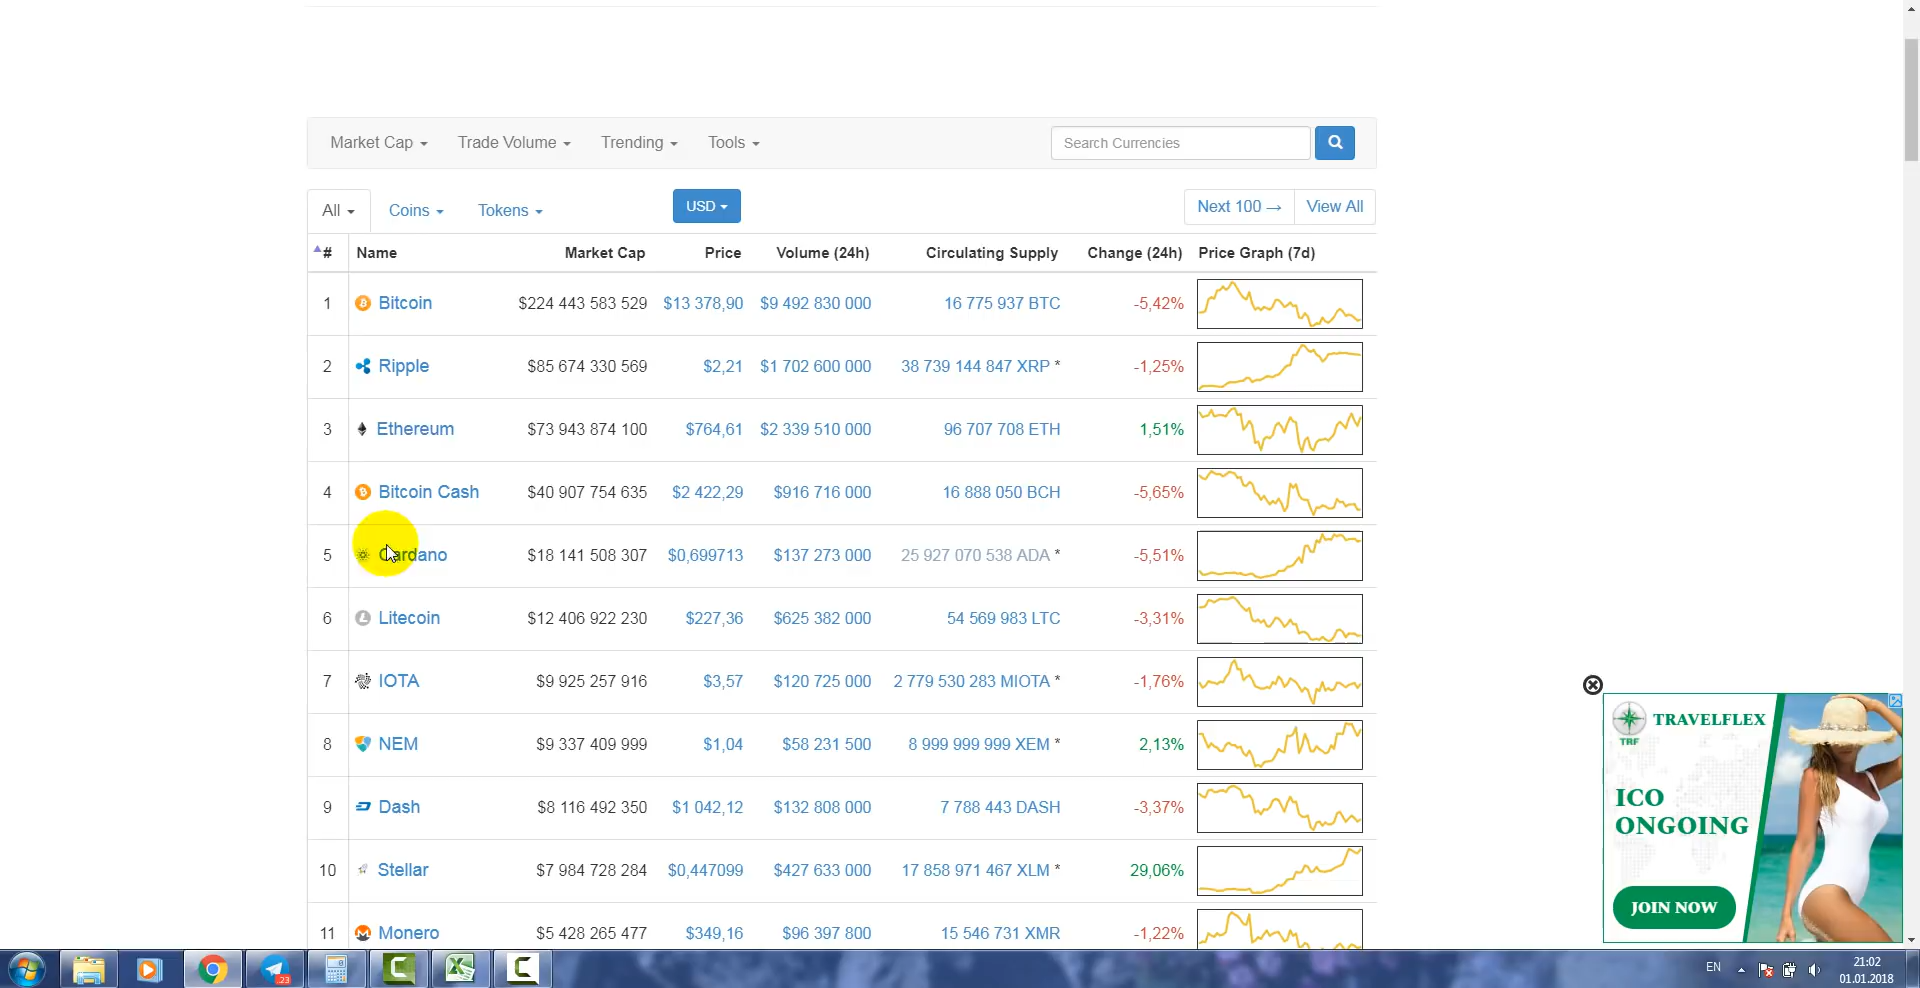 Market Cap Trade Volume Trending Tools Search Currencies
All Coins Tokens USD Next 100 → View All
# Name Market Cap Price Volume (24h) Circulating Supply Change (24h) Price Graph (7d)
1 Bitcoin $224 443 583 529 $13 378,90 $9 492 830 000 16 775 937 BTC -5,42%
2 Ripple $85 674 330 569 $2,21 $1 702 600 000 38 739 144 847 XRP * -1,25%
3 Ethereum $73 943 874 100 $764,61 $2 339 510 000 96 707 708 ETH 1,51%
4 Bitcoin Cash $40 907 754 635 $2 422,29 $916 716 000 16 888 050 BCH -5,65%
5 Cardano $18 141 508 307 $0,699713 $137 273 000 25 927 070 538 ADA * -5,51%
6 Litecoin $12 406 922 230 $227,36 $625 382 000 54 569 983 LTC -3,31%
7 IOTA $9 925 257 916 $3,57 $120 725 000 2 779 530 283 MIOTA * -1,76%
8 NEM $9 337 409 999 $1,04 $58 231 500 8 999 999 999 XEM * 2,13%
9 Dash $8 116 492 350 $1 042,12 $132 808 000 7 788 443 DASH -3,37%
10 Stellar $7 984 728 284 $0,447099 $427 633 000 17 858 971 467 XLM * 29,06%
11 Monero $5 428 265 477 $349,16 $96 397 800 15 546 731 XMR -1,22%
TRAVELFLEX
TRF
ICO
ONGOING
JOIN NOW
23
EN
21:02
01.01.2018